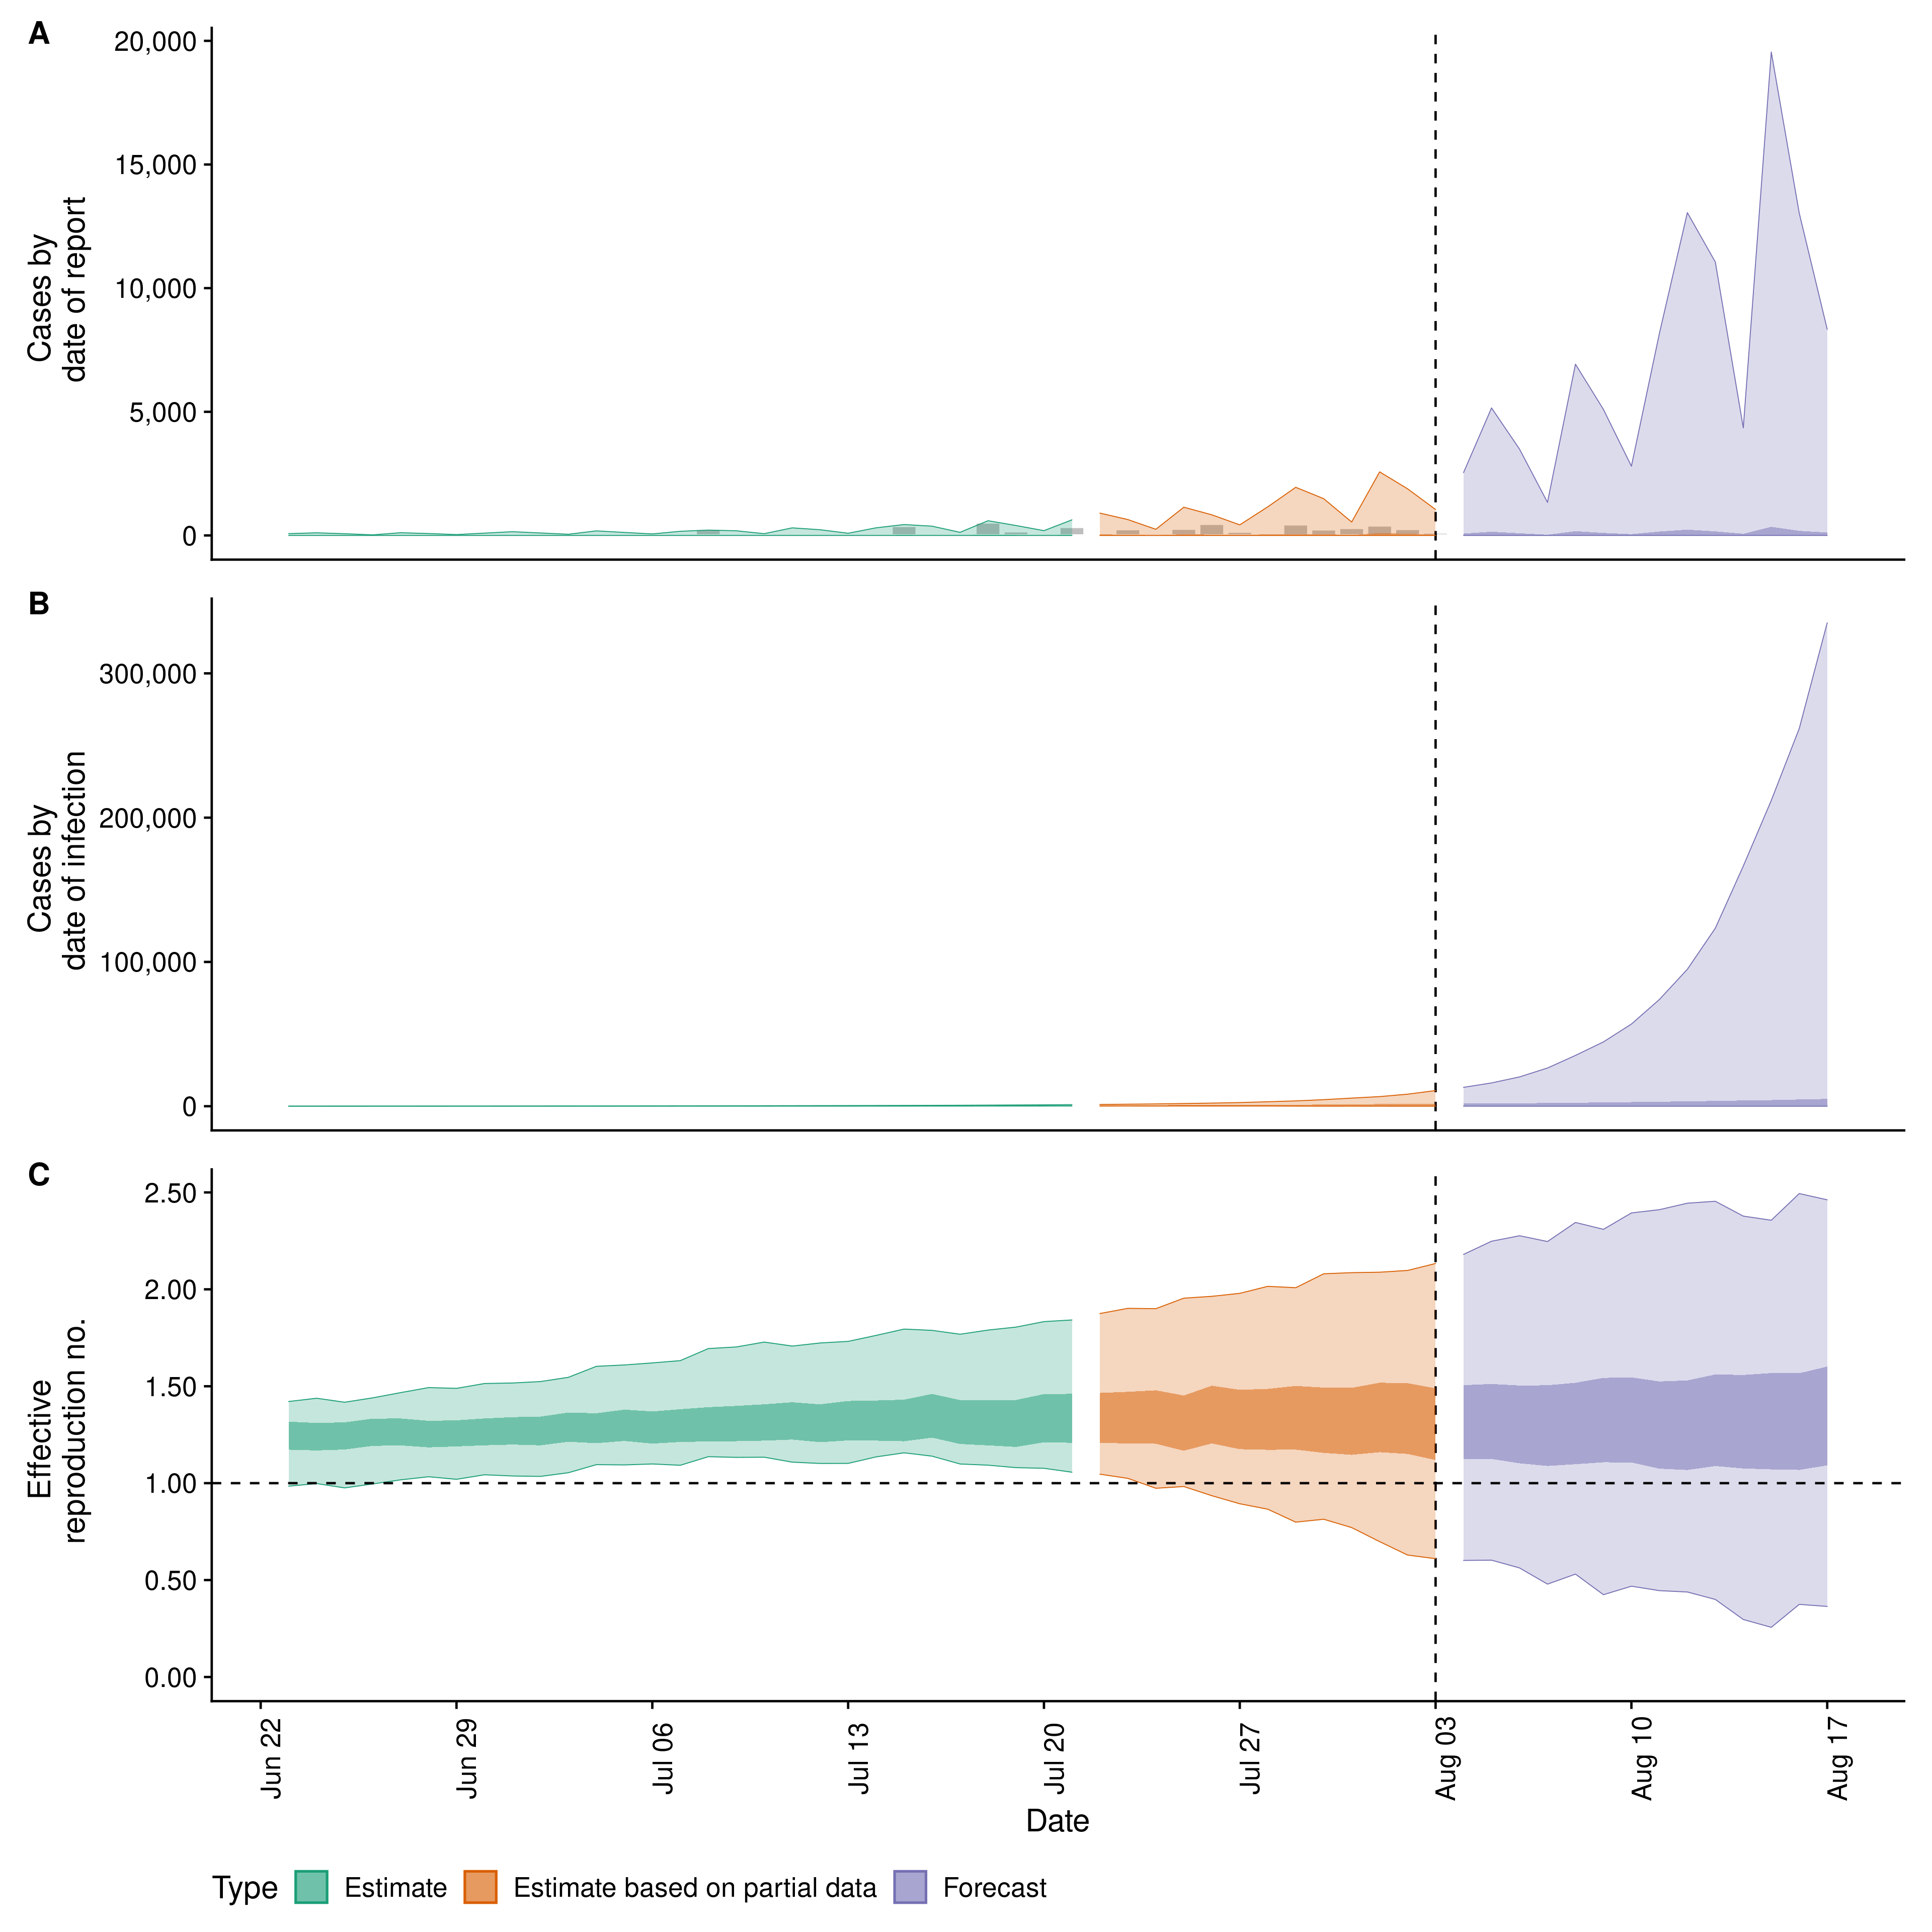 A
Cases by
date of report
20,000
15,000
10,000
5,000
0
B
Cases by
date of infection
300,000
200,000
100,000
0
C
Effective
reproduction no.
2.50
2.00
1.50
1.00
0.50
0.00
Jun 22
Jun 29
Jul 06
Jul 13
Jul 20
Jul 27
Aug 03
Aug 10
Aug 17
Date
Type Estimate Estimate based on partial data Forecast